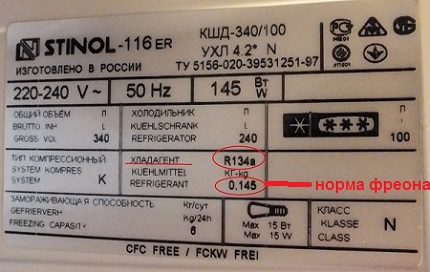 STINOL -116 ER
КШД-340/100
УХЛ 4.2* N
ИЗГОТОВЛЕНО В РОССИИ
ТУ 5156-020-39531251-97
220-240 V ~
50 Hz
145 Вт W
ОБЩИЙ ОБЪЕМ Л
BRUTTO INH L
GROSS VOL 340
ХОЛОДИЛЬНИК Л
KUEHLSCHRANK L
REFRIGERATOR 240
Л
L
100
ТИП КОМПРЕССИОННЫЙ
SYSTEM KOMPRES
SYSTEM K
ХЛАДАГЕНТ R134a
KUEHLMITTEL КГ-kg
REFRIGERANT 0,145
норма фреона
ЗАМОРАЖИВАЮЩАЯ СПОСОБНОСТЬ Кг/сут
GEFRIERVERM Kg/24h
FREEZING CAPASITY 6
Max 15 Вт
Max 15 W
КЛАСС
KLASSE N
CLASS
CFC FREE / FCKW FREI